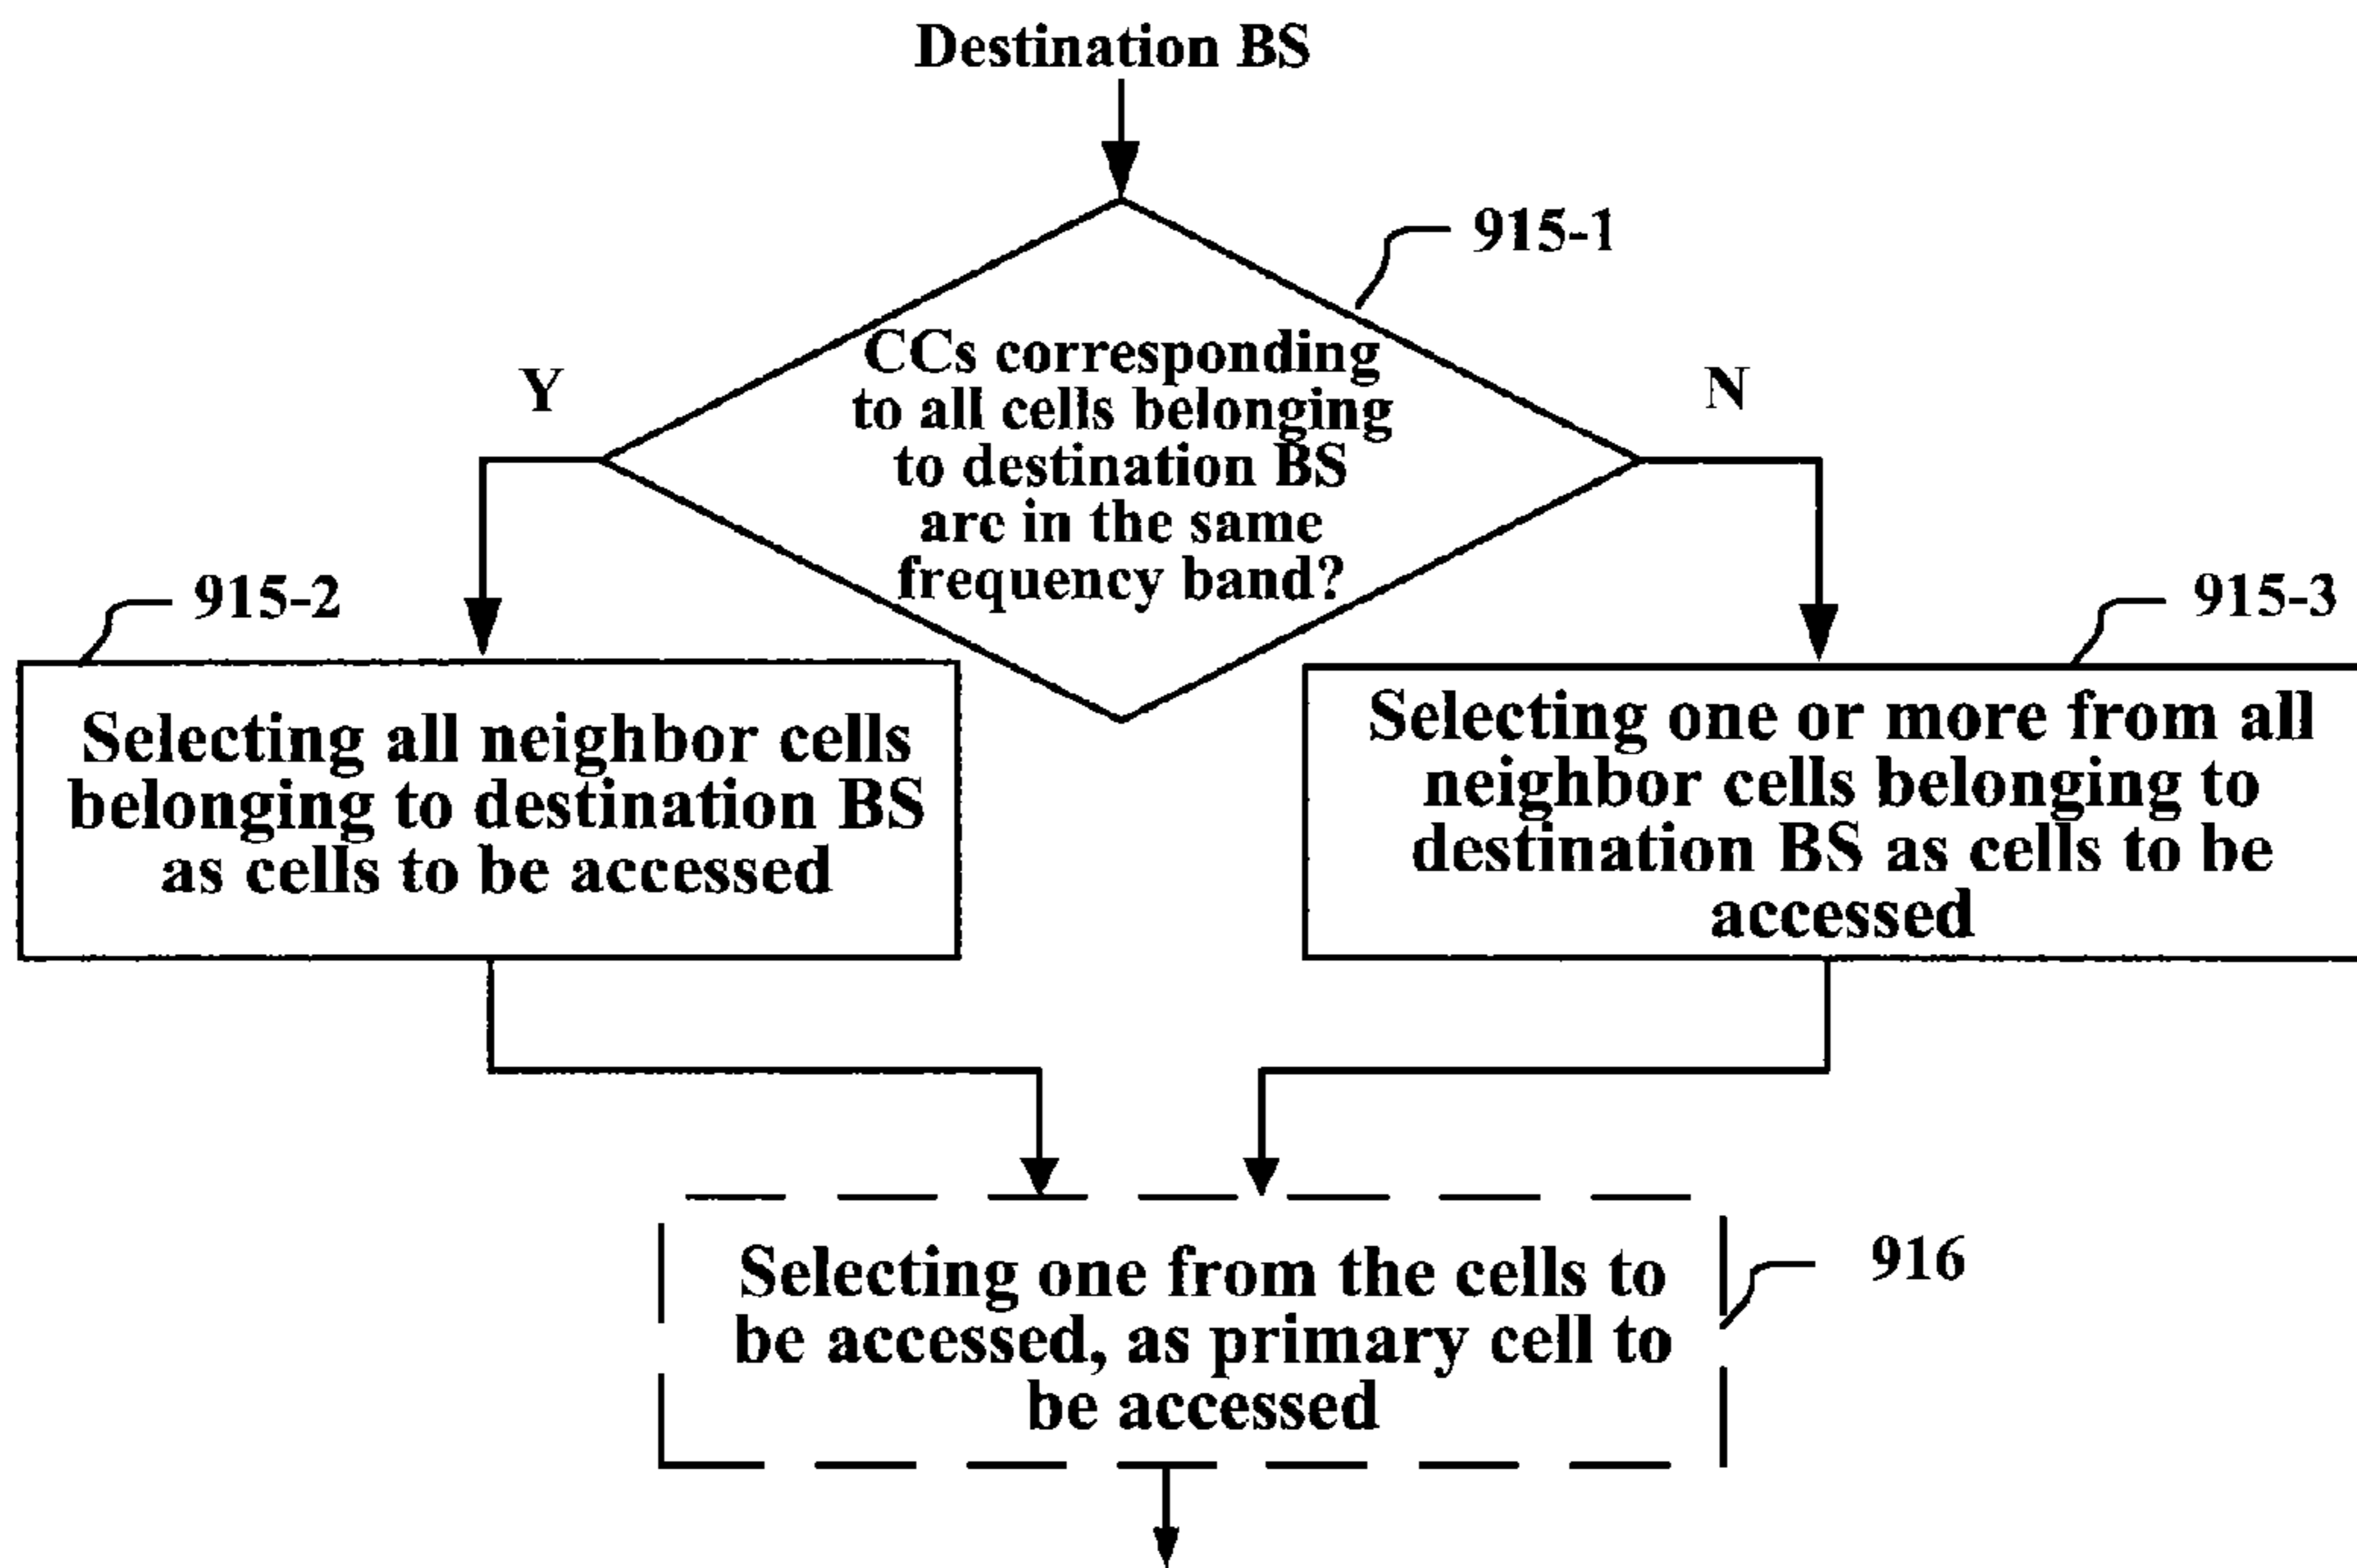 Destination BS
915-1
CCs corresponding
to all cells belonging
to destination BS
are in the same
frequency band?
Y
N
915-2
915-3
Selecting all neighbor cells
belonging to destination BS
as cells to be accessed
Selecting one or more from all
neighbor cells belonging to
destination BS as cells to be
accessed
Selecting one from the cells to
be accessed, as primary cell to
be accessed
916